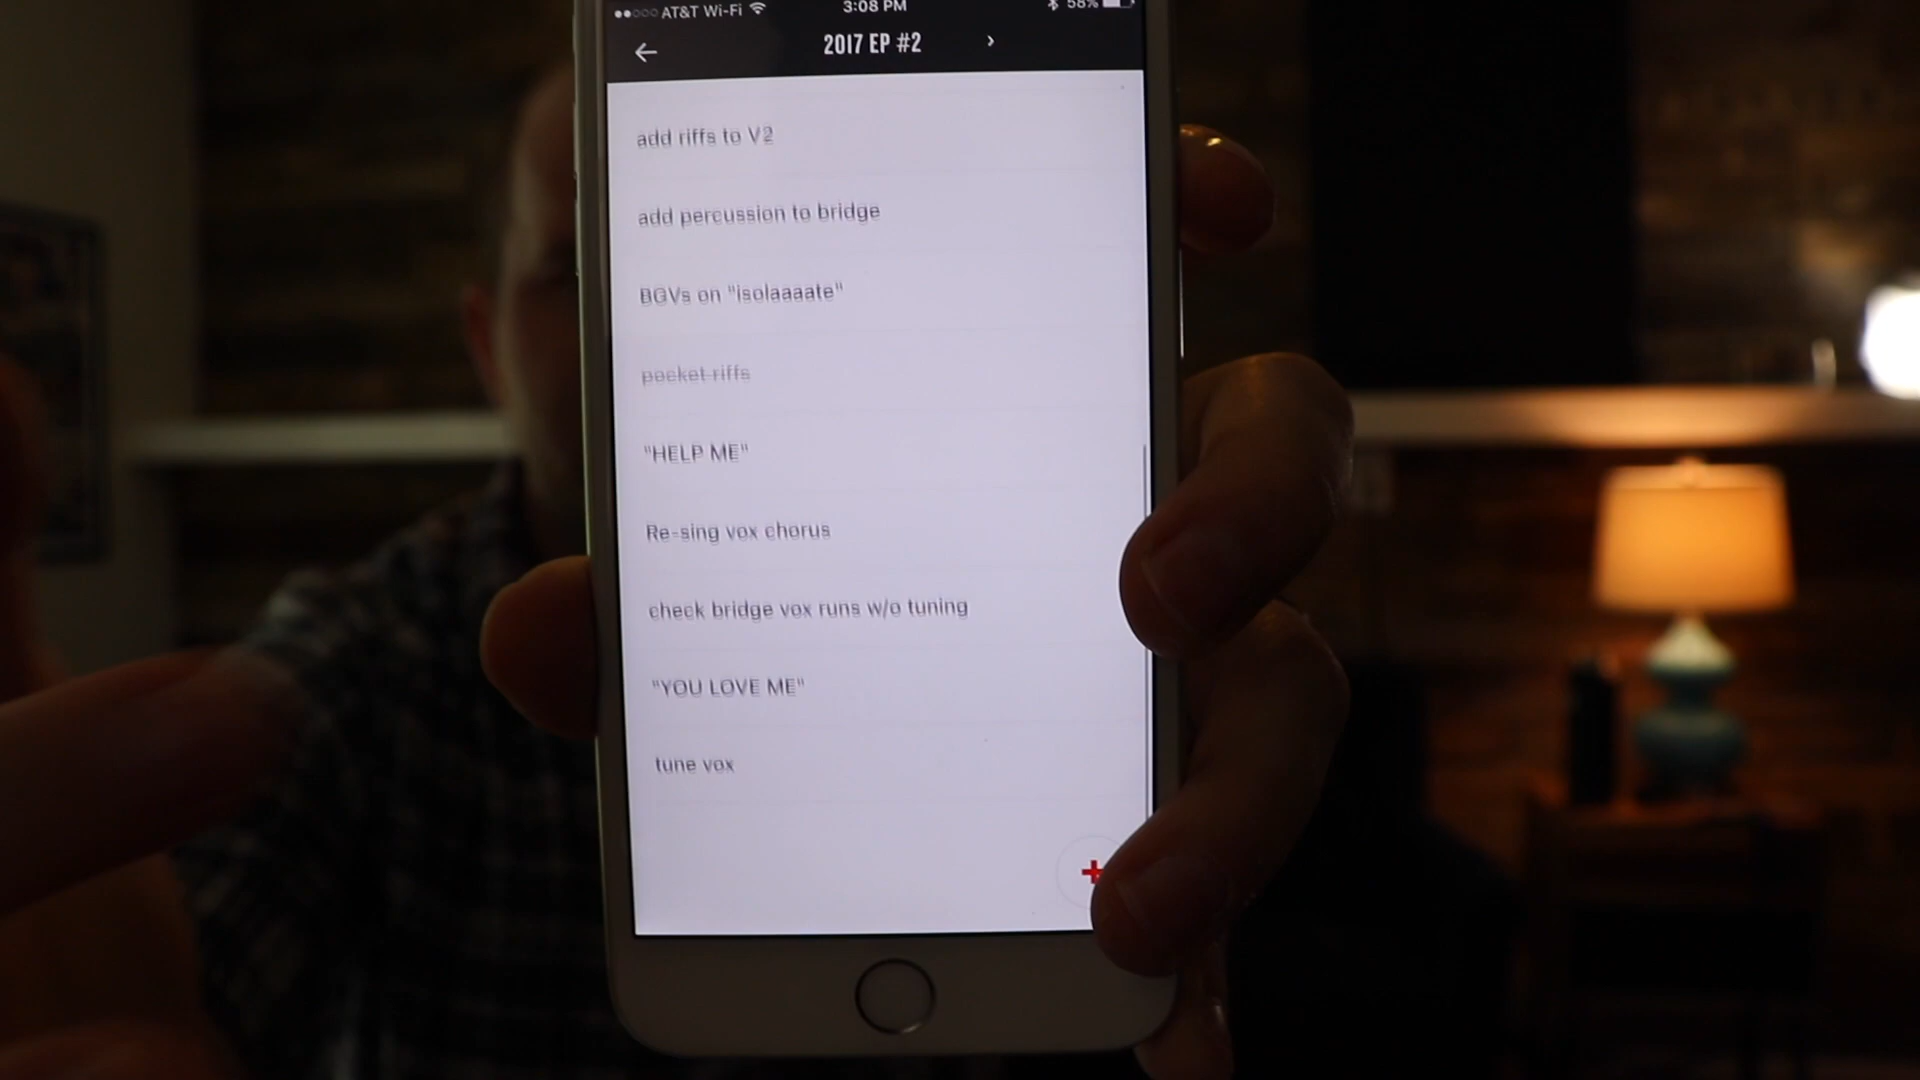 AT&T Wi-Fi 3:08 PM 58%
2017 EP #2
add riffs to V2
add percussion to bridge
BGVs on "isolaaaate"
pocket riffs
"HELP ME"
Re-sing vox chorus
check bridge vox runs w/o tuning
"YOU LOVE ME"
tune vox